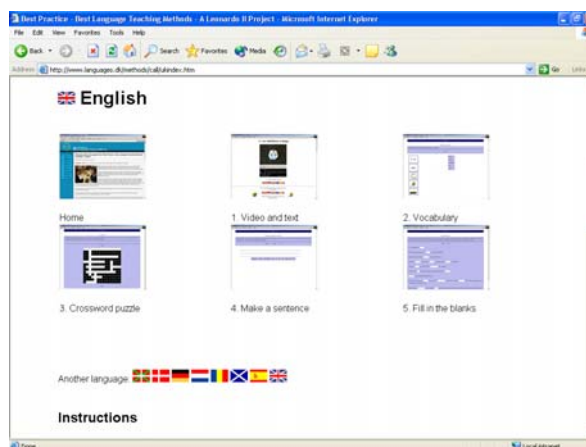 Best Practice - Best Language Teaching Methods - A Leonardo II Project - Microsoft Internet Explorer
File Edit View Favorites Tools Help
Back Search Favorites Media
Address http://www.languages.dk/methods/call/ukindex.htm Go Links
English
Home 1. Video and text 2. Vocabulary
3. Crossword puzzle 4. Make a sentence 5. Fill in the blanks
Another language:
Instructions
Done Local intranet